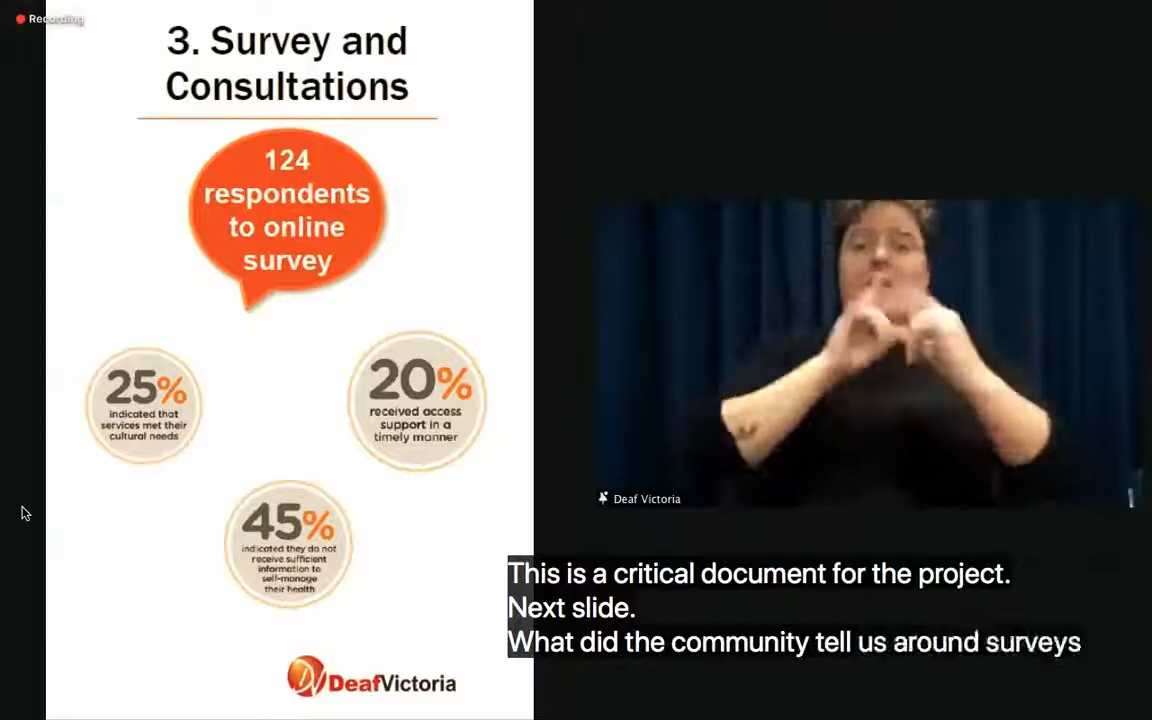 Recording
3. Survey and
Consultations
124
respondents
to online
survey
25%
indicated that
services met their
cultural needs
20%
received access
support in a
timely manner
45%
indicated they do not
receive sufficient
information to
self-manage
their health
DeafVictoria
Deaf Victoria
This is a critical document for the project.
Next slide.
What did the community tell us around surveys